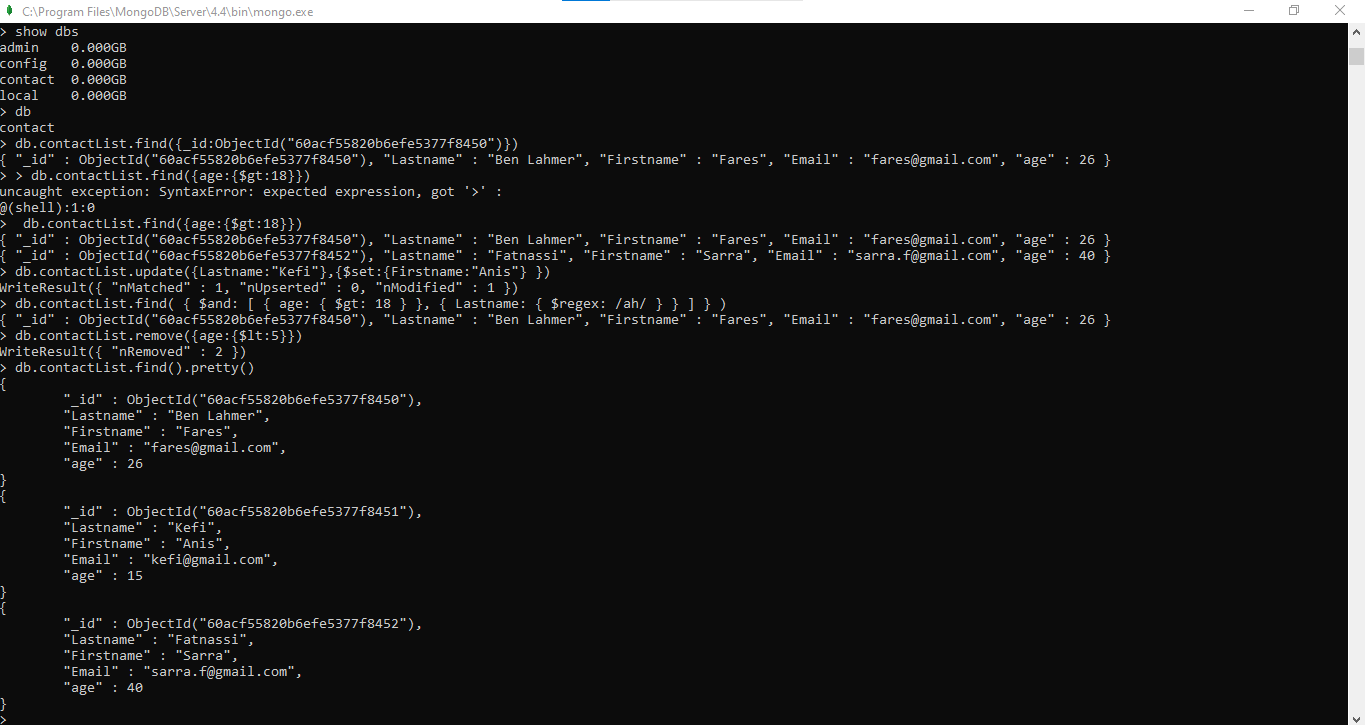 C:\Program Files\MongoDB\Server\4.4\bin\mongo.exe
> show dbs
admin    0.000GB
config   0.000GB
contact  0.000GB
local    0.000GB
> db
contact
> db.contactList.find({_id:ObjectId("60acf55820b6efe5377f8450")})
{ "_id" : ObjectId("60acf55820b6efe5377f8450"), "Lastname" : "Ben Lahmer", "Firstname" : "Fares", "Email" : "fares@gmail.com", "age" : 26 }
> > db.contactList.find({age:{$gt:18}})
uncaught exception: SyntaxError: expected expression, got '>' :
@(shell):1:0
>  db.contactList.find({age:{$gt:18}})
{ "_id" : ObjectId("60acf55820b6efe5377f8450"), "Lastname" : "Ben Lahmer", "Firstname" : "Fares", "Email" : "fares@gmail.com", "age" : 26 }
{ "_id" : ObjectId("60acf55820b6efe5377f8452"), "Lastname" : "Fatnassi", "Firstname" : "Sarra", "Email" : "sarra.f@gmail.com", "age" : 40 }
> db.contactList.update({Lastname:"Kefi"},{$set:{Firstname:"Anis"} })
WriteResult({ "nMatched" : 1, "nUpserted" : 0, "nModified" : 1 })
> db.contactList.find( { $and: [ { age: { $gt: 18 } }, { Lastname: { $regex: /ah/ } } ] } )
{ "_id" : ObjectId("60acf55820b6efe5377f8450"), "Lastname" : "Ben Lahmer", "Firstname" : "Fares", "Email" : "fares@gmail.com", "age" : 26 }
> db.contactList.remove({age:{$lt:5}})
WriteResult({ "nRemoved" : 2 })
> db.contactList.find().pretty()
{
        "_id" : ObjectId("60acf55820b6efe5377f8450"),
        "Lastname" : "Ben Lahmer",
        "Firstname" : "Fares",
        "Email" : "fares@gmail.com",
        "age" : 26
}
{
        "_id" : ObjectId("60acf55820b6efe5377f8451"),
        "Lastname" : "Kefi",
        "Firstname" : "Anis",
        "Email" : "kefi@gmail.com",
        "age" : 15
}
{
        "_id" : ObjectId("60acf55820b6efe5377f8452"),
        "Lastname" : "Fatnassi",
        "Firstname" : "Sarra",
        "Email" : "sarra.f@gmail.com",
        "age" : 40
}
>